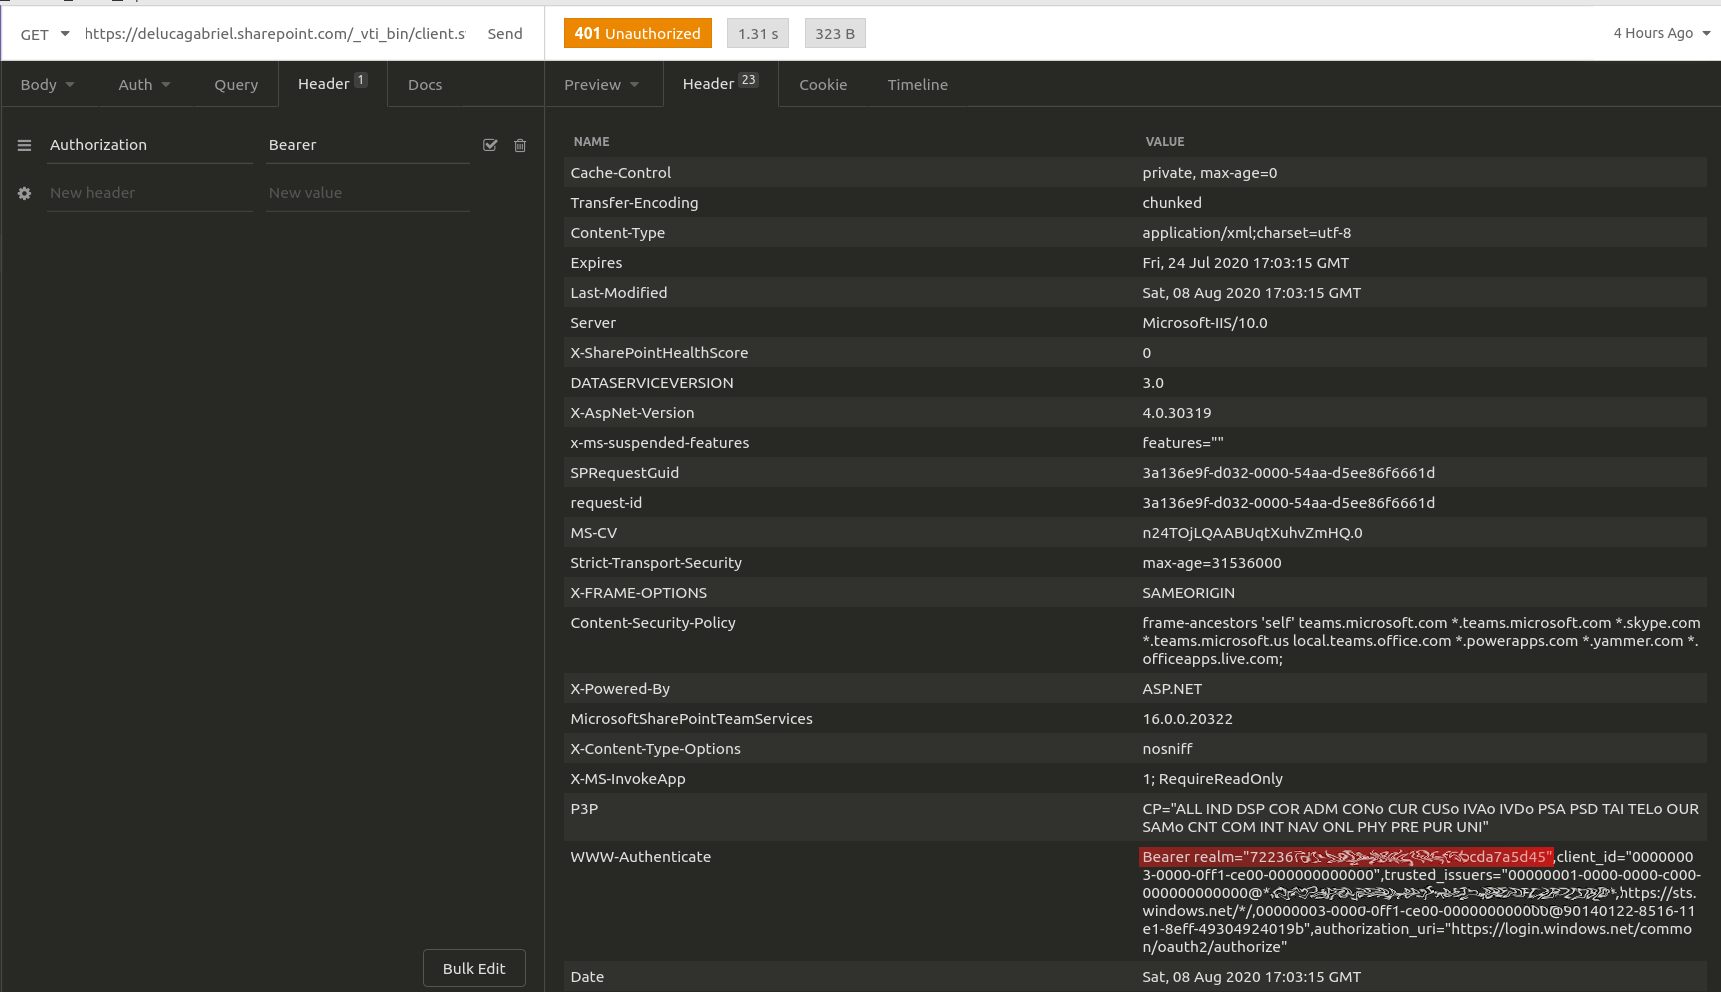 GET https://delucagabriel.sharepoint.com/_vti_bin/client.s Send
401 Unauthorized 1.31 s 323 B 4 Hours Ago
Body Auth Query Header 1 Docs
Preview Header 23 Cookie Timeline
Authorization Bearer
New header New value
Bulk Edit
NAME VALUE
Cache-Control private, max-age=0
Transfer-Encoding chunked
Content-Type application/xml;charset=utf-8
Expires Fri, 24 Jul 2020 17:03:15 GMT
Last-Modified Sat, 08 Aug 2020 17:03:15 GMT
Server Microsoft-IIS/10.0
X-SharePointHealthScore 0
DATASERVICEVERSION 3.0
X-AspNet-Version 4.0.30319
x-ms-suspended-features features=""
SPRequestGuid 3a136e9f-d032-0000-54aa-d5ee86f6661d
request-id 3a136e9f-d032-0000-54aa-d5ee86f6661d
MS-CV n24TOjLQAABUqtXuhvZmHQ.0
Strict-Transport-Security max-age=31536000
X-FRAME-OPTIONS SAMEORIGIN
Content-Security-Policy frame-ancestors 'self' teams.microsoft.com *.teams.microsoft.com *.skype.com
*.teams.microsoft.us local.teams.office.com *.powerapps.com *.yammer.com *.
officeapps.live.com;
X-Powered-By ASP.NET
MicrosoftSharePointTeamServices 16.0.0.20322
X-Content-Type-Options nosniff
X-MS-InvokeApp 1; RequireReadOnly
P3P CP="ALL IND DSP COR ADM CONo CUR CUSo IVAo IVDo PSA PSD TAI TELo OUR
SAMo CNT COM INT NAV ONL PHY PRE PUR UNI"
WWW-Authenticate Bearer realm="72236 cda7a5d45",client_id="0000000
3-0000-0ff1-ce00-000000000000",trusted_issuers="00000001-0000-0000-c000-
000000000000@*, ,https://sts.
windows.net/*/,00000003-0000-0ff1-ce00-000000000000@90140122-8516-11
e1-8eff-49304924019b",authorization_uri="https://login.windows.net/commo
n/oauth2/authorize"
Date Sat, 08 Aug 2020 17:03:15 GMT